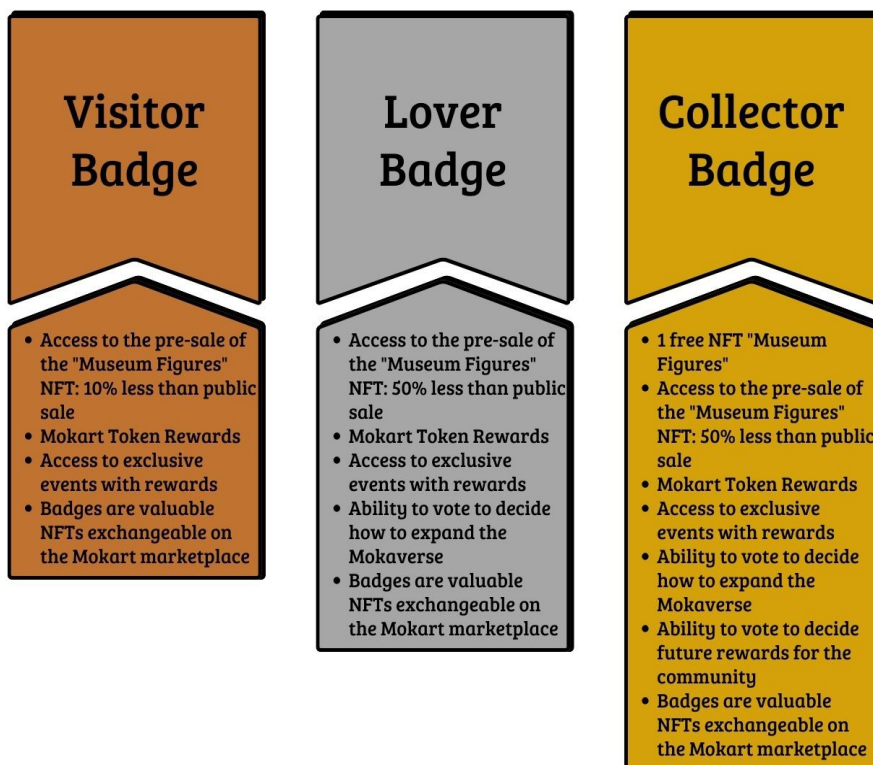 Visitor
Badge
• Access to the pre-sale of
the "Museum Figures"
NFT: 10% less than public
sale
• Mokart Token Rewards
• Access to exclusive
events with rewards
• Badges are valuable
NFTs exchangeable on
the Mokart marketplace
Lover
Badge
• Access to the pre-sale of
the "Museum Figures"
NFT: 50% less than public
sale
• Mokart Token Rewards
• Access to exclusive
events with rewards
• Ability to vote to decide
how to expand the
Mokaverse
• Badges are valuable
NFTs exchangeable on
the Mokart marketplace
Collector
Badge
• 1 free NFT "Museum
Figures"
• Access to the pre-sale of
the "Museum Figures"
NFT: 50% less than public
sale
• Mokart Token Rewards
• Access to exclusive
events with rewards
• Ability to vote to decide
how to expand the
Mokaverse
• Ability to vote to decide
future rewards for the
community
• Badges are valuable
NFTs exchangeable on
the Mokart marketplace